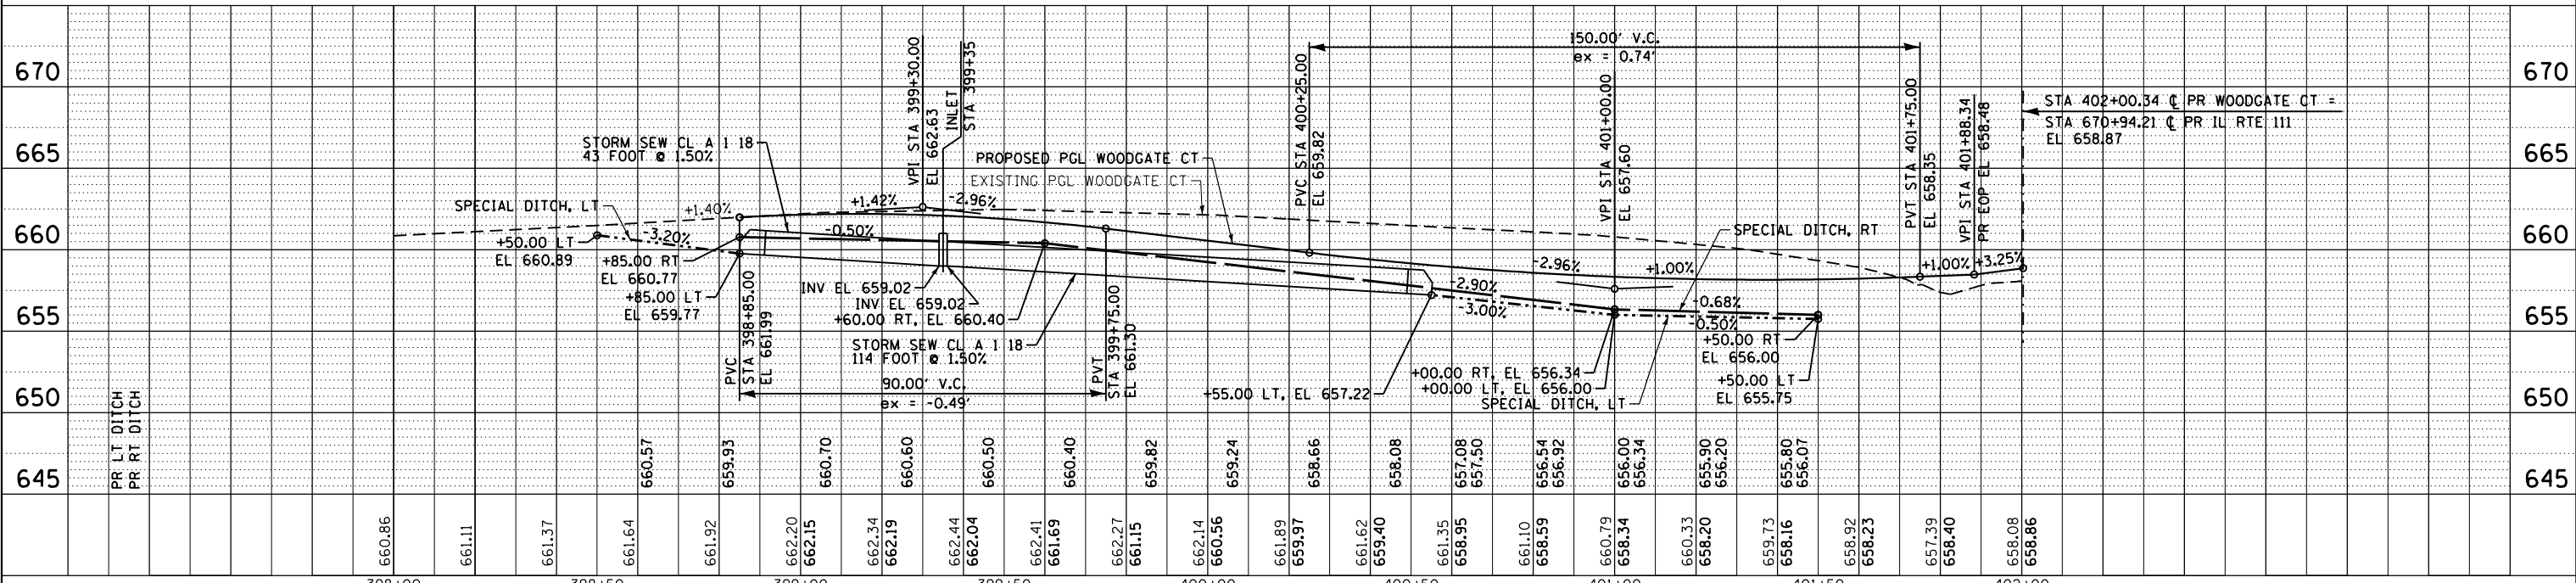 670
665
660
655
650
645
670
665
660
655
650
645
150.00' V.C.
ex = 0.74'
VPI STA 399+30.00
EL 662.63
INLET
STA 399+35
PVC STA 400+25.00
EL 659.82
VPI STA 401+00.00
EL 657.60
PVT STA 401+75.00
EL 658.35
VPI STA 401+88.34
PR EOP EL 658.48
STA 402+00.34 ℄ PR WOODGATE CT =
STA 670+94.21 ℄ PR IL RTE 111
EL 658.87
STORM SEW CL A 1 18
43 FOOT @ 1.50%
PROPOSED PGL WOODGATE CT
EXISTING PGL WOODGATE CT
SPECIAL DITCH, LT
+1.40%
+1.42%
-2.96%
-3.20%
-0.50%
+50.00 LT
EL 660.89
+85.00 RT
EL 660.77
+85.00 LT
EL 659.77
INV EL 659.02
INV EL 659.02
+60.00 RT, EL 660.40
STORM SEW CL A 1 18
114 FOOT @ 1.50%
PVC
STA 398+85.00
EL 661.99
90.00' V.C.
ex = -0.49'
PVT
STA 399+75.00
EL 661.30
SPECIAL DITCH, RT
-2.96%
+1.00%
+1.00%
+3.25%
-2.90%
-3.00%
-0.68%
-0.50%
+50.00 RT
EL 656.00
+50.00 LT
EL 655.75
+00.00 RT, EL 656.34
+00.00 LT, EL 656.00
SPECIAL DITCH, LT
+55.00 LT, EL 657.22
PR LT DITCH
PR RT DITCH
660.57
659.93
660.70
660.60
660.50
660.40
659.82
659.24
658.66
658.08
657.08
657.50
656.54
656.92
656.00
656.34
655.90
656.20
655.80
656.07
660.86
661.11
661.37
661.64
661.92
662.20
662.15
662.34
662.19
662.44
662.04
662.41
661.69
662.27
661.15
662.14
660.56
661.89
659.97
661.62
659.40
661.35
658.95
661.10
658.59
660.79
658.34
660.33
658.20
659.73
658.16
658.92
658.23
657.39
658.40
658.08
658.86